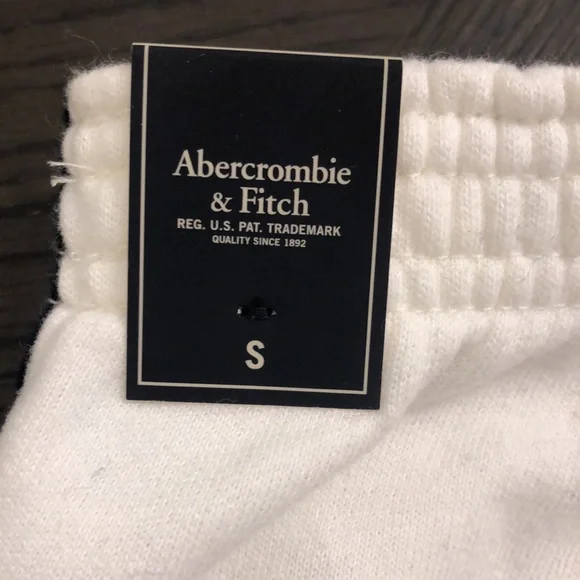 Abercrombie
& Fitch
REG. U.S. PAT. TRADEMARK
QUALITY SINCE 1892
S